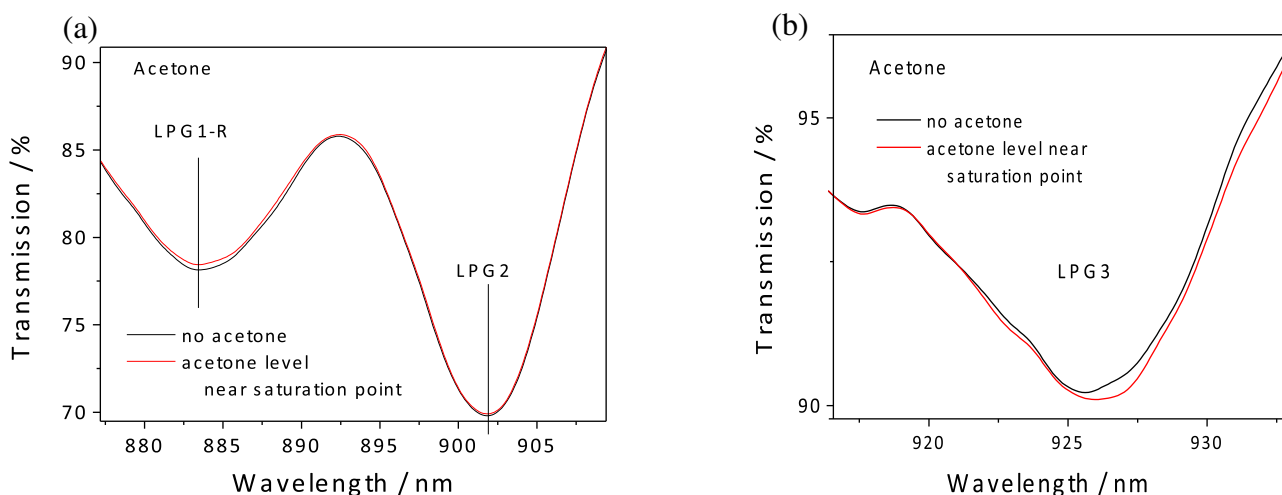 (a)
Acetone
LPG1-R
LPG2
no acetone
acetone level
near saturation point
90
85
80
75
70
Transmission / %
880 885 890 895 900 905
Wavelength / nm
(b)
Acetone
no acetone
acetone level near
saturation point
LPG3
95
90
Transmission / %
920 925 930
Wavelength / nm